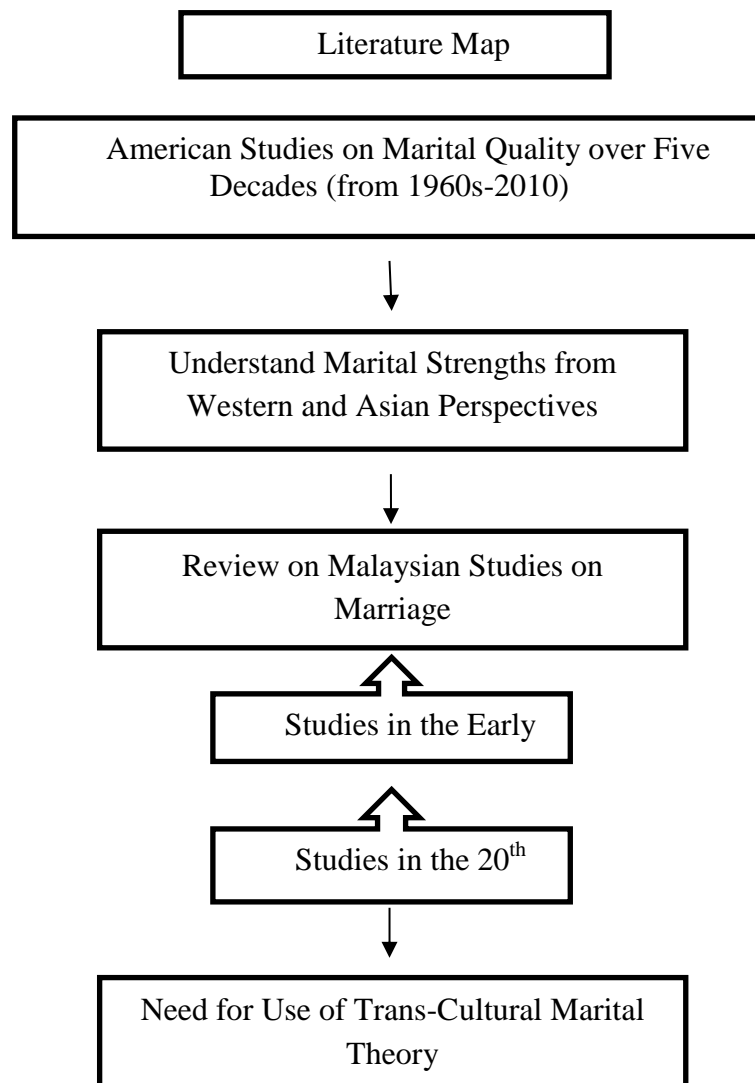 Literature Map
American Studies on Marital Quality over Five
Decades (from 1960s-2010)
Understand Marital Strengths from
Western and Asian Perspectives
Review on Malaysian Studies on
Marriage
Studies in the Early
Studies in the 20th
Need for Use of Trans-Cultural Marital
Theory